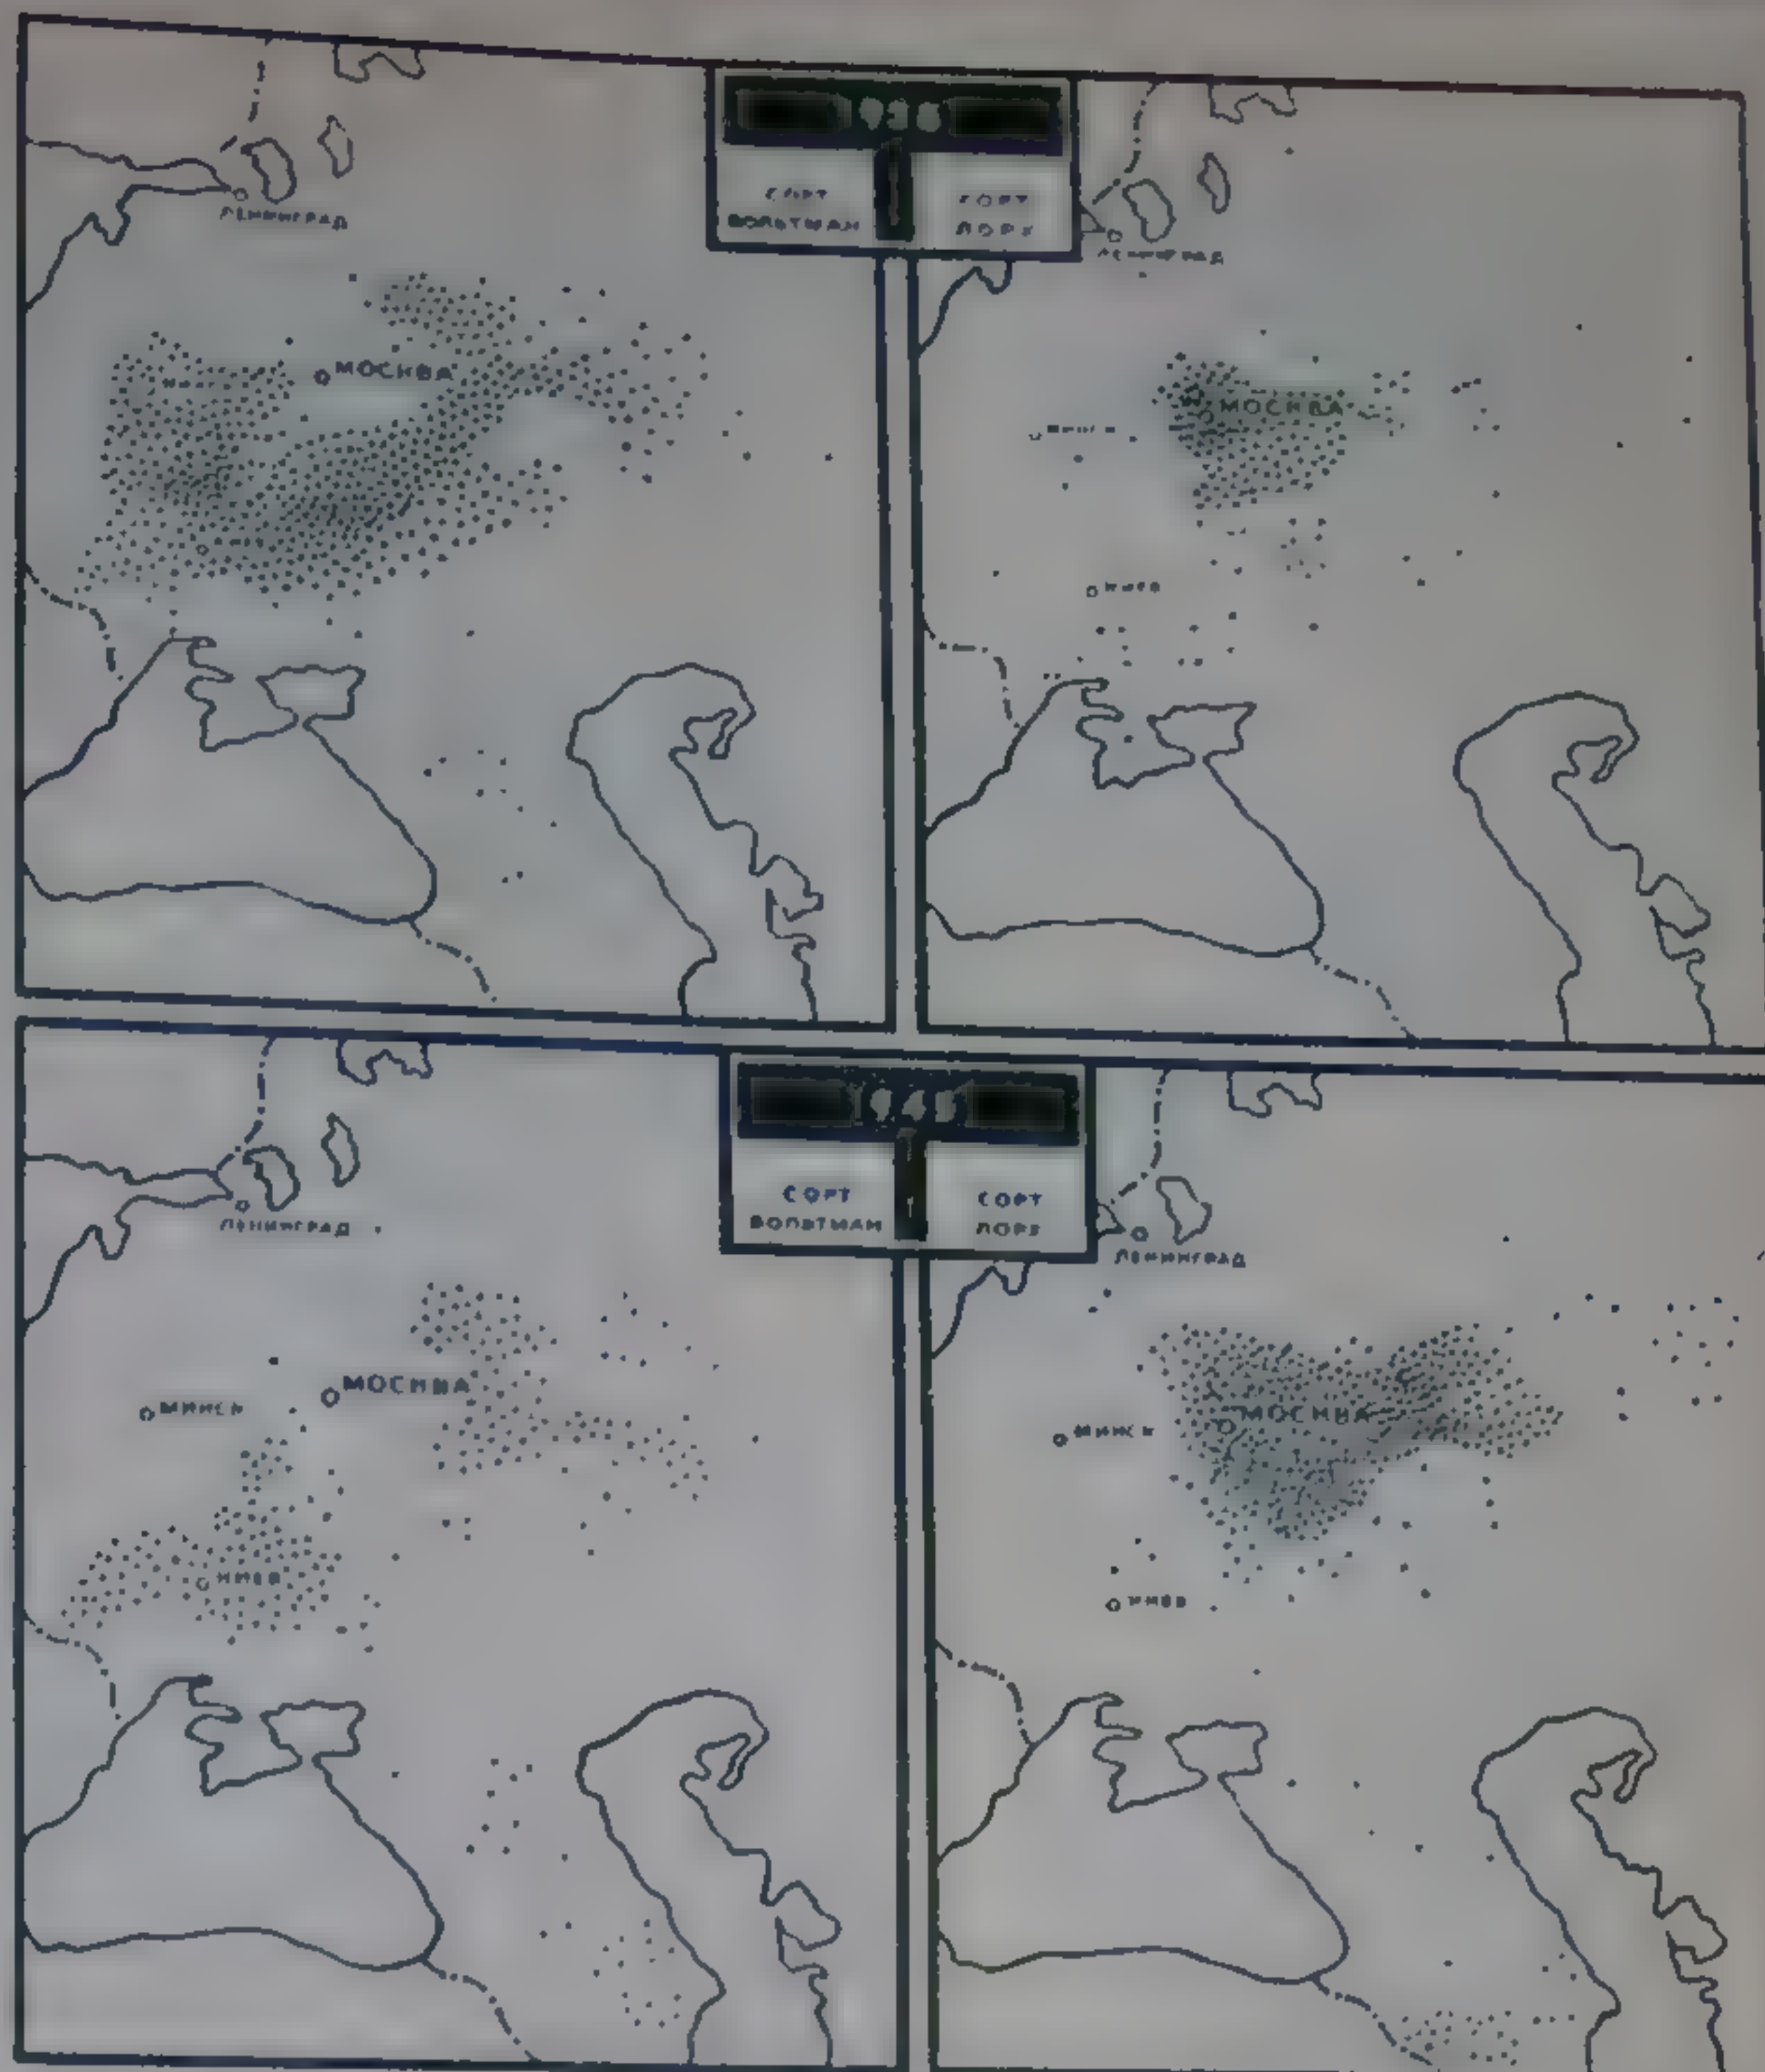 СОРТ
ВОЛЬТМАН
СОРТ
ЛОРХ
ЛЕНИНГРАД
МОСКВА
ЛЕНИНГРАД
МОСКВА
МИНСК
КИЕВ
СОРТ
ВОЛЬТМАН
СОРТ
ЛОРХ
ЛЕНИНГРАД
МОСКВА
МИНСК
КИЕВ
ЛЕНИНГРАД
МОСКВА
МИНСК
КИЕВ